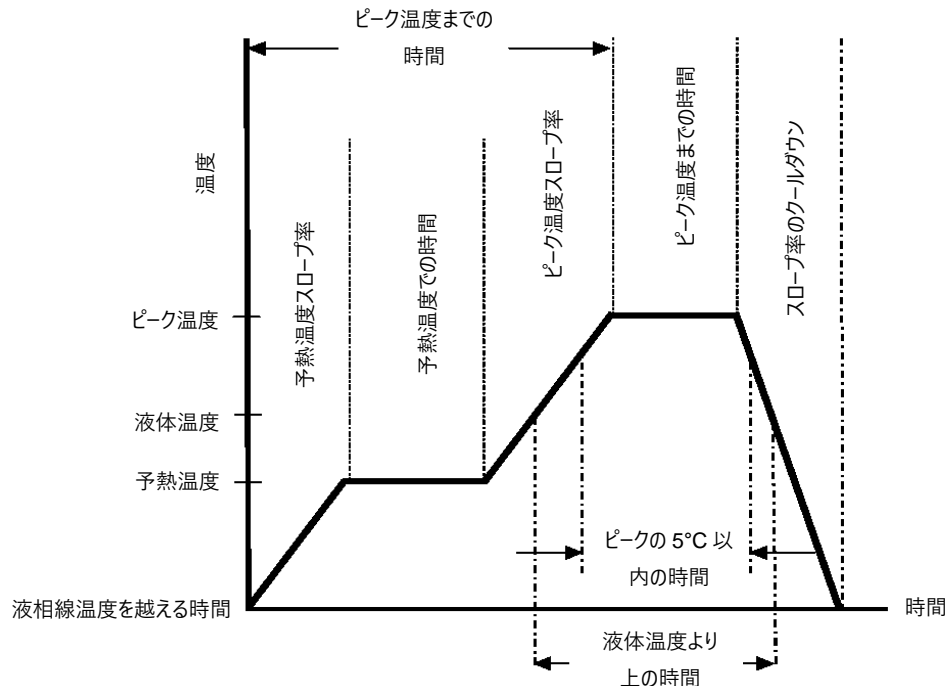 ピーク温度までの
時間
温度
予熱温度スロープ率
予熱温度での時間
ピーク温度スロープ率
ピーク温度までの時間
スロープ率のクールダウン
ピーク温度
液体温度
予熱温度
ピークの 5°C 以
内の時間
液相線温度を越える時間
時間
液体温度より
上の時間